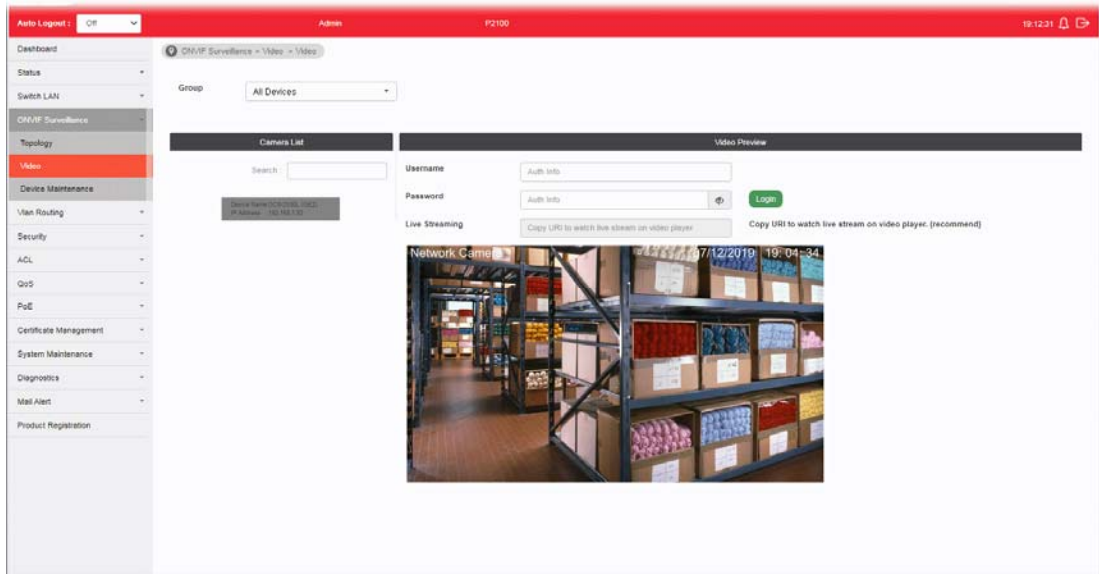 Auto Logout : Off Admin P2100 19:12:31
Dashboard
Status
Switch LAN
ONVIF Surveillance
Topology
Video
Device Maintenance
Vlan Routing
Security
ACL
QoS
PoE
Certificate Management
System Maintenance
Diagnostics
Mail Alert
Product Registration
ONVIF Surveillance » Video » Video
Group All Devices
Camera List
Search :
Device Name
IP Address
Video Preview
Username Auth Info
Password Auth Info Login
Live Streaming Copy URI to watch live stream on video player Copy URI to watch live stream on video player. (recommend)
Network Camera 07/12/2019 19:04:34